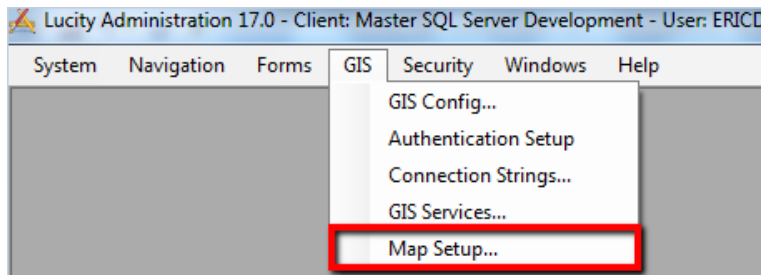 Lucity Administration 17.0 - Client: Master SQL Server Development - User: ERICD
System Navigation Forms GIS Security Windows Help
GIS Config...
Authentication Setup
Connection Strings...
GIS Services...
Map Setup...